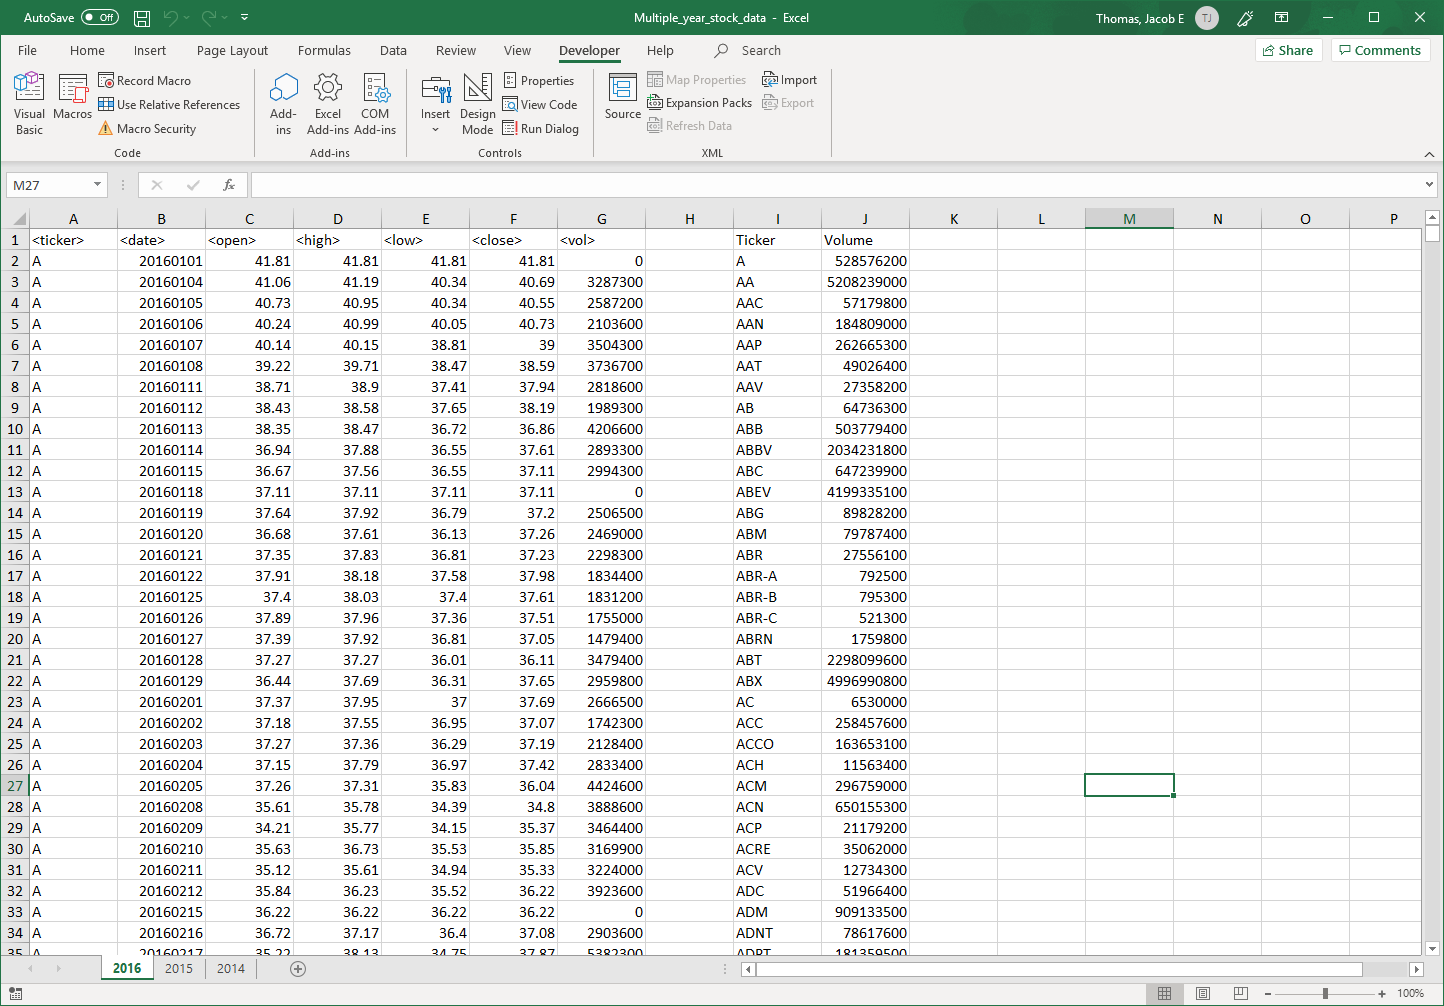 AutoSave Off Multiple_year_stock_data - Excel Thomas, Jacob E TJ
File Home Insert Page Layout Formulas Data Review View Developer Help Search Share Comments
Visual Basic Macros Record Macro Use Relative References Macro Security Code
Add-ins Excel Add-ins COM Add-ins Add-ins
Insert Design Mode Properties View Code Run Dialog Controls
Source Map Properties Expansion Packs Refresh Data Import Export XML
M27 fx
A B C D E F G H I J K L M N O P
1 <ticker> <date> <open> <high> <low> <close> <vol> Ticker Volume
2 A 20160101 41.81 41.81 41.81 41.81 0 A 528576200
3 A 20160104 41.06 41.19 40.34 40.69 3287300 AA 5208239000
4 A 20160105 40.73 40.95 40.34 40.55 2587200 AAC 57179800
5 A 20160106 40.24 40.99 40.05 40.73 2103600 AAN 184809000
6 A 20160107 40.14 40.15 38.81 39 3504300 AAP 262665300
7 A 20160108 39.22 39.71 38.47 38.59 3736700 AAT 49026400
8 A 20160111 38.71 38.9 37.41 37.94 2818600 AAV 27358200
9 A 20160112 38.43 38.58 37.65 38.19 1989300 AB 64736300
10 A 20160113 38.35 38.47 36.72 36.86 4206600 ABB 503779400
11 A 20160114 36.94 37.88 36.55 37.61 2893300 ABBV 2034231800
12 A 20160115 36.67 37.56 36.55 37.11 2994300 ABC 647239900
13 A 20160118 37.11 37.11 37.11 37.11 0 ABEV 4199335100
14 A 20160119 37.64 37.92 36.79 37.2 2506500 ABG 89828200
15 A 20160120 36.68 37.61 36.13 37.26 2469000 ABM 79787400
16 A 20160121 37.35 37.83 36.81 37.23 2298300 ABR 27556100
17 A 20160122 37.91 38.18 37.58 37.98 1834400 ABR-A 792500
18 A 20160125 37.4 38.03 37.4 37.61 1831200 ABR-B 795300
19 A 20160126 37.89 37.96 37.36 37.51 1755000 ABR-C 521300
20 A 20160127 37.39 37.92 36.81 37.05 1479400 ABRN 1759800
21 A 20160128 37.27 37.27 36.01 36.11 3479400 ABT 2298099600
22 A 20160129 36.44 37.69 36.31 37.65 2959800 ABX 4996990800
23 A 20160201 37.37 37.95 37 37.69 2666500 AC 6530000
24 A 20160202 37.18 37.55 36.95 37.07 1742300 ACC 258457600
25 A 20160203 37.27 37.36 36.29 37.19 2128400 ACCO 163653100
26 A 20160204 37.15 37.79 36.97 37.42 2833400 ACH 11563400
27 A 20160205 37.26 37.31 35.83 36.04 4424600 ACM 296759000
28 A 20160208 35.61 35.78 34.39 34.8 3888600 ACN 650155300
29 A 20160209 34.21 35.77 34.15 35.37 3464400 ACP 21179200
30 A 20160210 35.63 36.73 35.53 35.85 3169900 ACRE 35062000
31 A 20160211 35.12 35.61 34.94 35.33 3224000 ACV 12734300
32 A 20160212 35.84 36.23 35.52 36.22 3923600 ADC 51966400
33 A 20160215 36.22 36.22 36.22 36.22 0 ADM 909133500
34 A 20160216 36.72 37.17 36.4 37.08 2903600 ADNT 78617600
35 A 20160217 35.22 38.13 34.75 37.87 5382300 ADPT 181359500
2016 2015 2014
100%